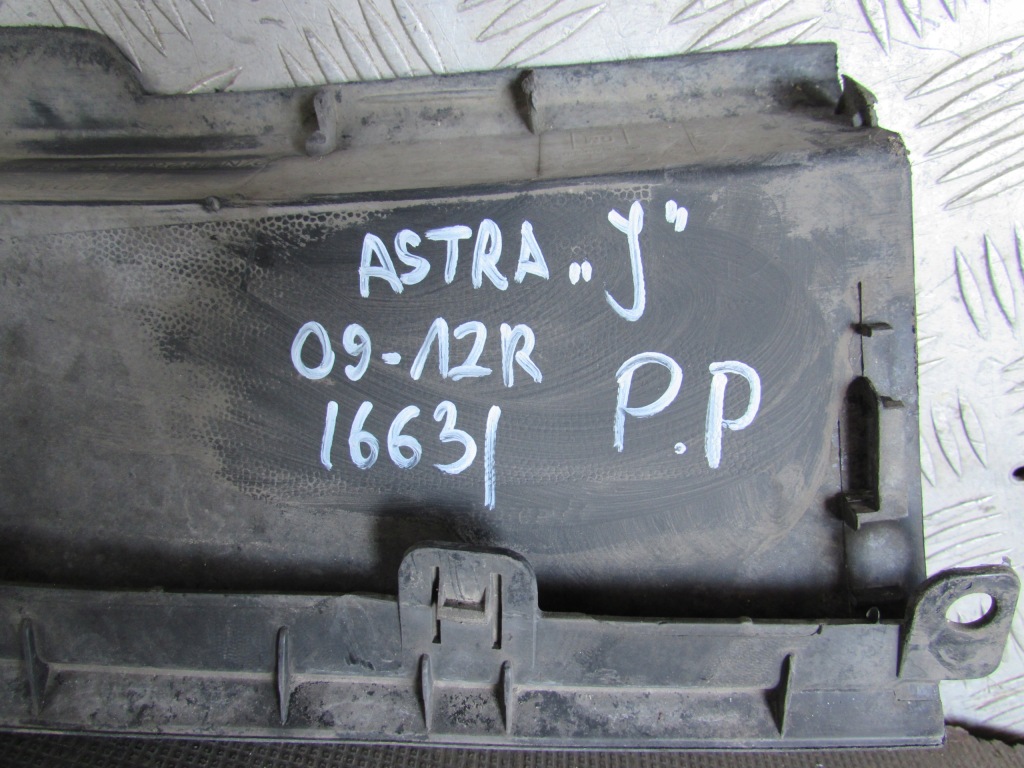 ASTRA „J”
09-12R
16631
P.P